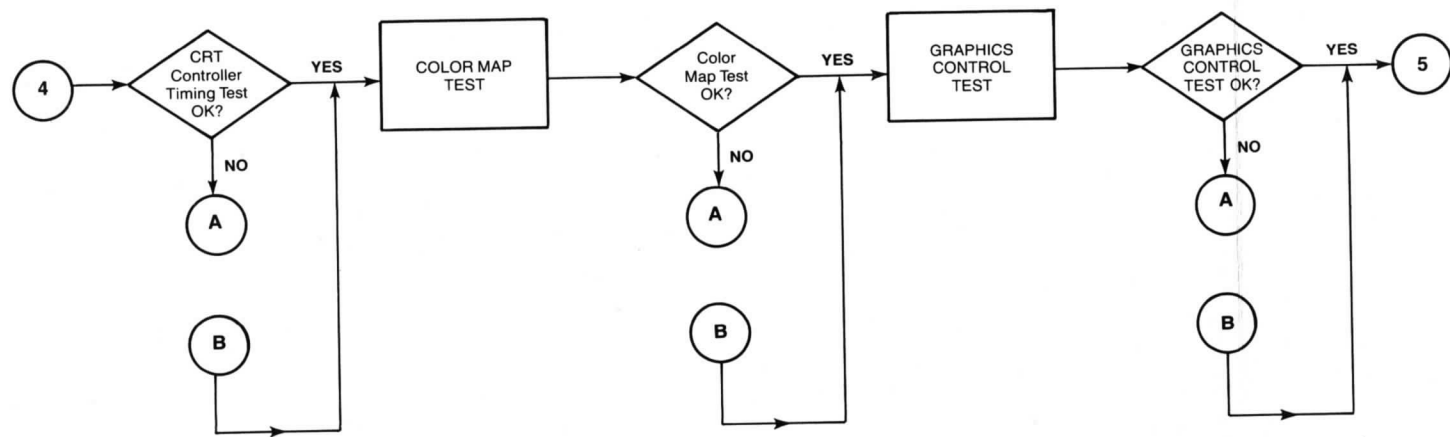 4
CRT
Controller
Timing Test
OK?
YES
NO
A
B
COLOR MAP
TEST
Color
Map Test
OK?
YES
NO
A
B
GRAPHICS
CONTROL
TEST
GRAPHICS
CONTROL
TEST OK?
YES
NO
A
B
5